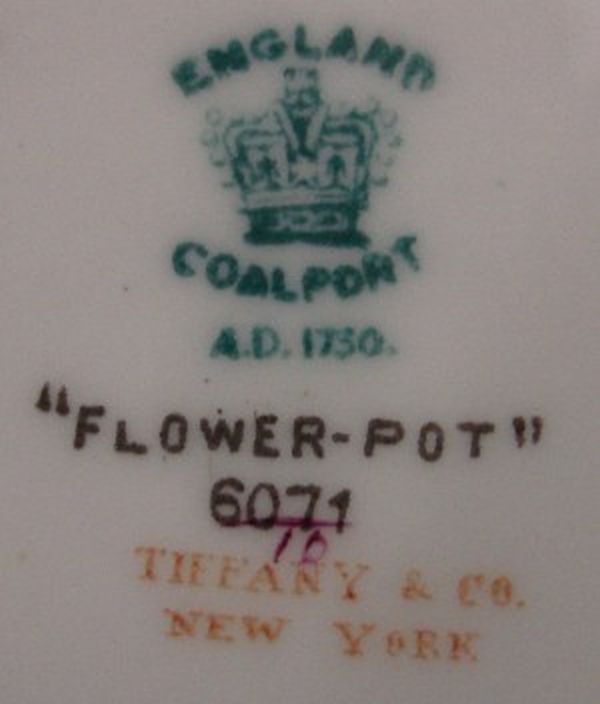 ENGLAND
COALPORT
A.D. 1750.
"FLOWER-POT"
6071
10
TIFFANY & CO.
NEW YORK